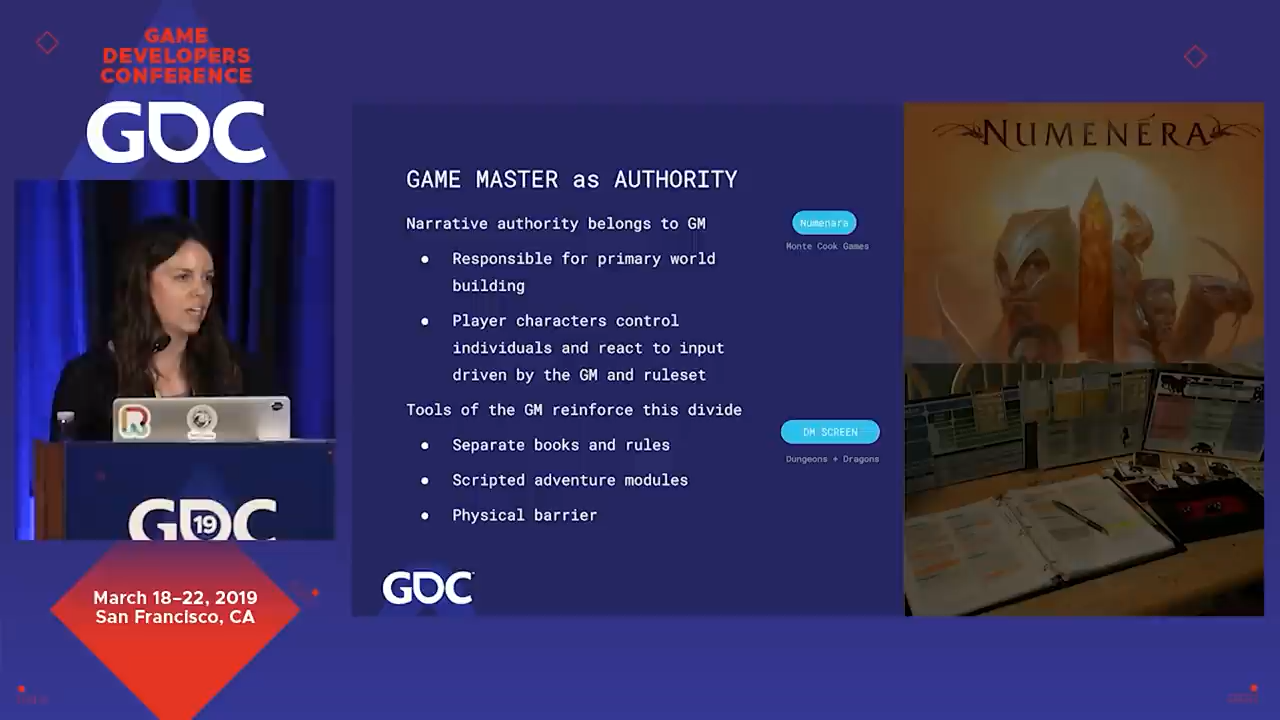 GAME
DEVELOPERS
CONFERENCE
GDC
GDC
19
March 18–22, 2019
San Francisco, CA
GAME MASTER as AUTHORITY
Narrative authority belongs to GM
● Responsible for primary world
building
● Player characters control
individuals and react to input
driven by the GM and ruleset
Tools of the GM reinforce this divide
● Separate books and rules
● Scripted adventure modules
● Physical barrier
GDC
Numenara
Monte Cook Games
DM SCREEN
Dungeons + Dragons
NUMENÉRA